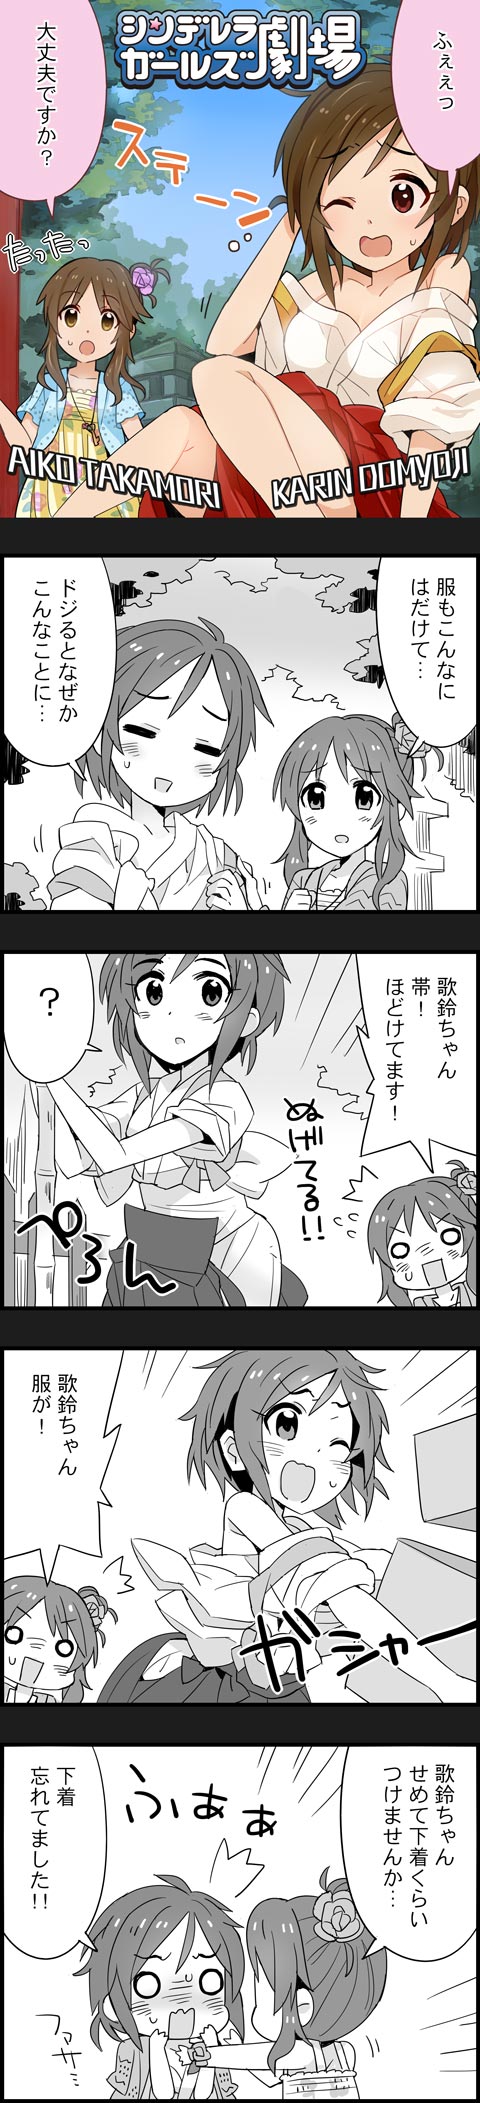 シンデレラ
ガールズ劇場
ふぇぇっ
大丈夫ですか？
ステーン
たったっ
AIKO TAKAMORI
KARIN DOMYOJI
服もこんなに
はだけて…
ドジるとなぜか
こんなことに…
歌鈴ちゃん
帯！
ほどけてます！
？
ぬげてる!!
ぺろん
歌鈴ちゃん
服が！
ガシャー
歌鈴ちゃん
せめて下着くらい
つけませんか…
ふぁぁ
下着
忘れてました!!
ファサ…